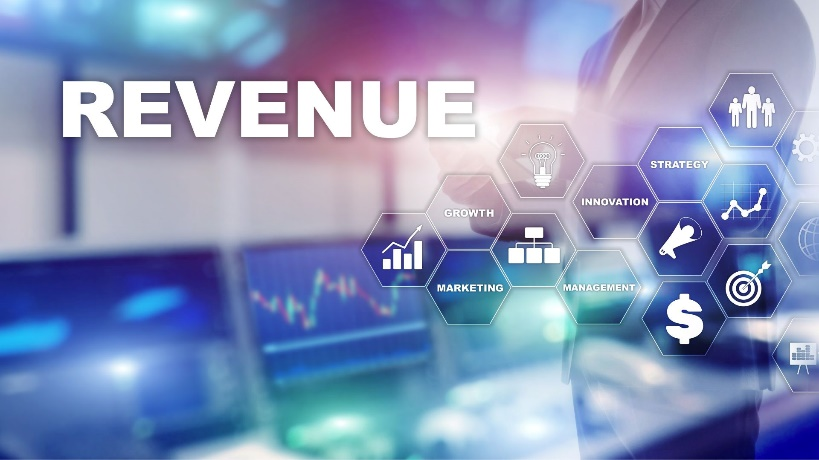 REVENUE
STRATEGY
INNOVATION
GROWTH
MARKETING
MANAGEMENT